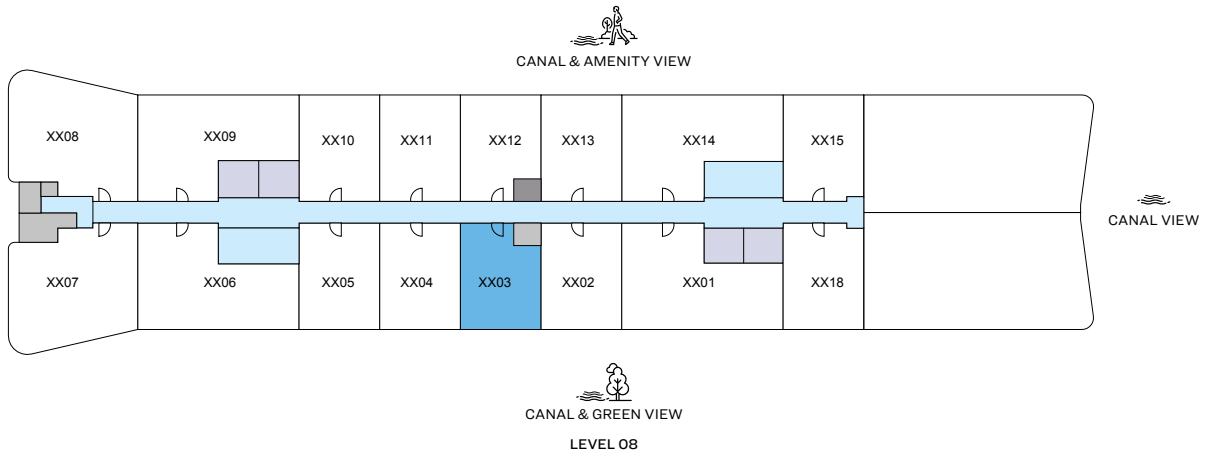 CANAL & AMENITY VIEW
XX08
XX09
XX10
XX11
XX12
XX13
XX14
XX15
CANAL VIEW
XX07
XX06
XX05
XX04
XX03
XX02
XX01
XX18
CANAL & GREEN VIEW
LEVEL 08